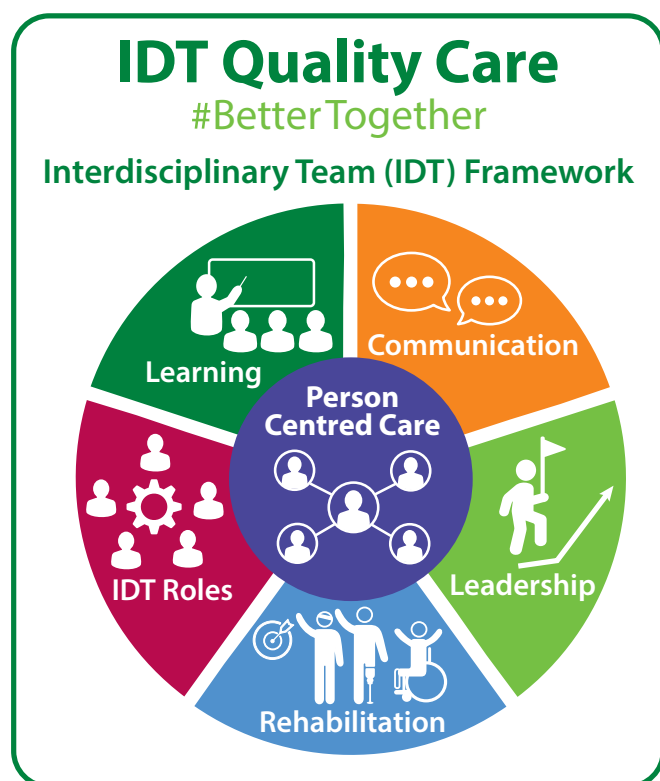 IDT Quality Care
#BetterTogether
Interdisciplinary Team (IDT) Framework
Learning
Communication
Person
Centred Care
IDT Roles
Leadership
Rehabilitation